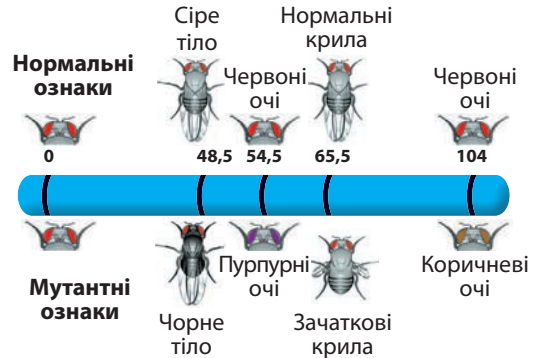 Сіре
тіло
Нормальні
крила
Нормальні
ознаки
Червоні
очі
Червоні
очі
0
48,5
54,5
65,5
104
Мутантні
ознаки
Чорне
тіло
Пурпурні
очі
Зачаткові
крила
Коричневі
очі